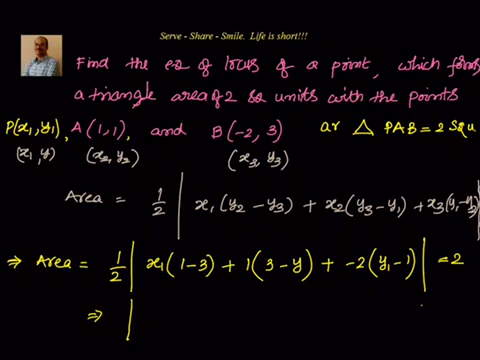 Serve - Share - Smile. Life is short!!!
Find the eq of locus of a point, which forms
a triangle area of 2 sq units with the points
P(x₁, y₁), A(1, 1), and B(-2, 3) ar △ PAB = 2 squ
(x₁, y) (x₂, y₂) (x₃, y₃)
Area = 1/2 | x₁(y₂ - y₃) + x₂(y₃ - y₁) + x₃(y₁ - y₂) |
⇒ Area = 1/2 | x₁(1-3) + 1(3-y) + -2(y₁-1) | = 2
⇒ |